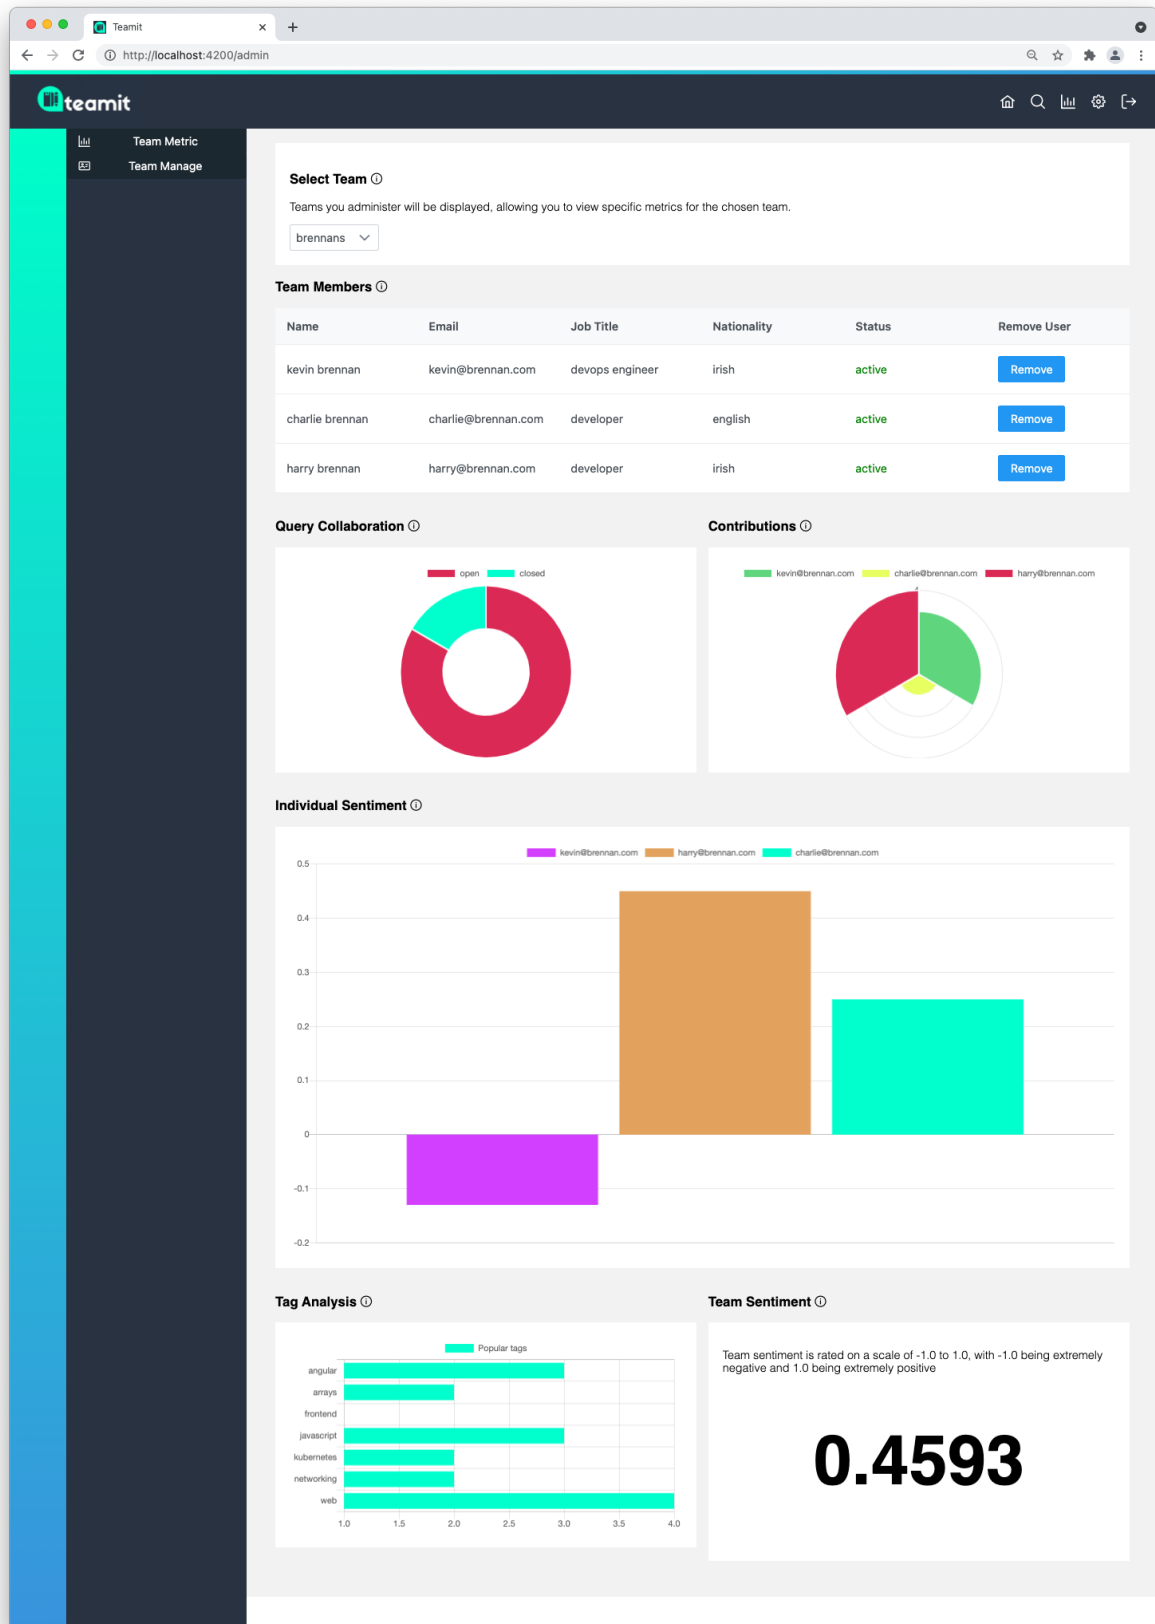 Teamit
http://localhost:4200/admin
teamit
Team Metric
Team Manage
Select Team
Teams you administer will be displayed, allowing you to view specific metrics for the chosen team.
brennans
Team Members
Name Email Job Title Nationality Status Remove User
kevin brennan kevin@brennan.com devops engineer irish active Remove
charlie brennan charlie@brennan.com developer english active Remove
harry brennan harry@brennan.com developer irish active Remove
Query Collaboration
open closed
Contributions
kevin@brennan.com charlie@brennan.com harry@brennan.com
Individual Sentiment
kevin@brennan.com harry@brennan.com charlie@brennan.com
0.5
0.4
0.3
0.2
0.1
0
-0.1
-0.2
Tag Analysis
Popular tags
angular
arrays
frontend
javascript
kubernetes
networking
web
1.0 1.5 2.0 2.5 3.0 3.5 4.0
Team Sentiment
Team sentiment is rated on a scale of -1.0 to 1.0, with -1.0 being extremely
negative and 1.0 being extremely positive
0.4593